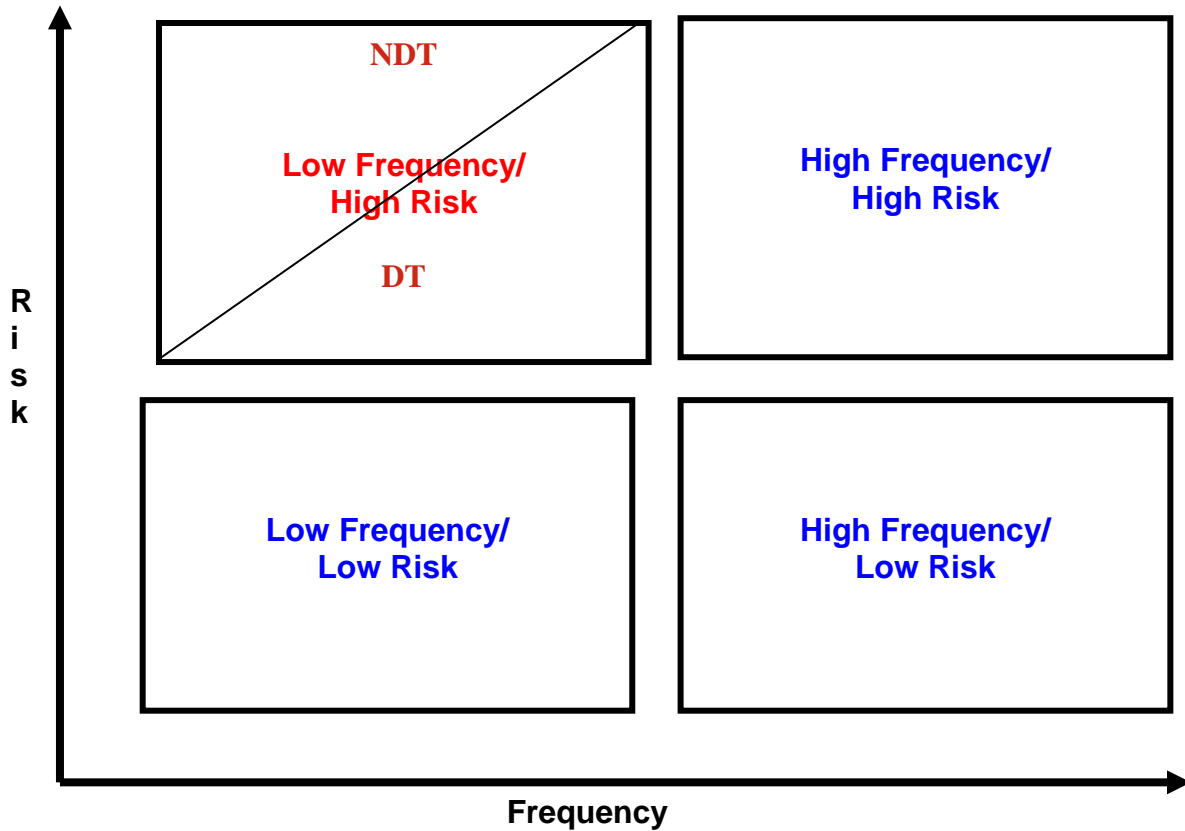 NDT
Low Frequency/
High Risk
DT
High Frequency/
High Risk
Risk
Low Frequency/
Low Risk
High Frequency/
Low Risk
Frequency